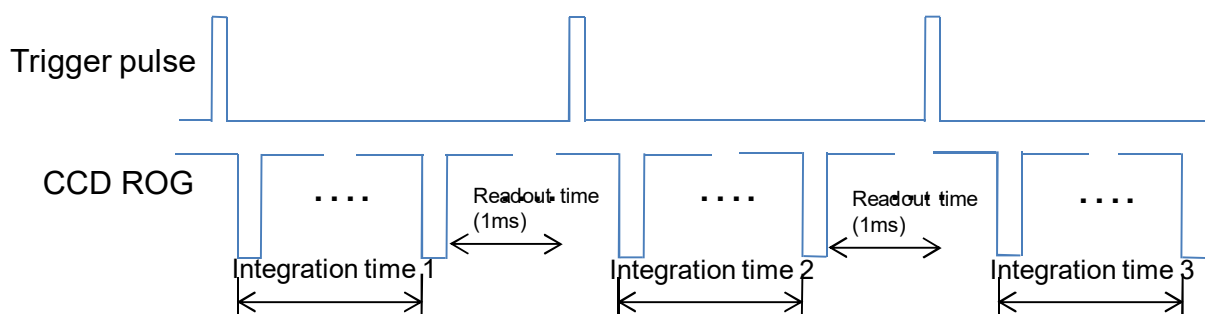 Trigger pulse
CCD ROG
....
Readout time
(1ms)
....
....
Readout time
(1ms)
....
....
Integration time 1
Integration time 2
Integration time 3